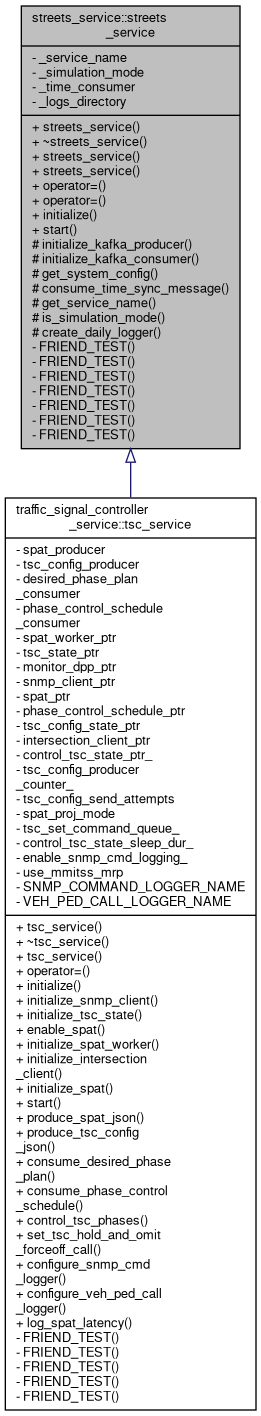 streets_service::streets
_service
- _service_name
- _simulation_mode
- _time_consumer
- _logs_directory
+ streets_service()
+ ~streets_service()
+ streets_service()
+ streets_service()
+ operator=()
+ operator=()
+ initialize()
+ start()
# initialize_kafka_producer()
# initialize_kafka_consumer()
# get_system_config()
# consume_time_sync_message()
# get_service_name()
# is_simulation_mode()
# create_daily_logger()
- FRIEND_TEST()
- FRIEND_TEST()
- FRIEND_TEST()
- FRIEND_TEST()
- FRIEND_TEST()
- FRIEND_TEST()
- FRIEND_TEST()
traffic_signal_controller
_service::tsc_service
- spat_producer
- tsc_config_producer
- desired_phase_plan
_consumer
- phase_control_schedule
_consumer
- spat_worker_ptr
- tsc_state_ptr
- monitor_dpp_ptr
- snmp_client_ptr
- spat_ptr
- phase_control_schedule_ptr
- tsc_config_state_ptr
- intersection_client_ptr
- control_tsc_state_ptr_
- tsc_config_producer
_counter_
- tsc_config_send_attempts
- spat_proj_mode
- tsc_set_command_queue_
- control_tsc_state_sleep_dur_
- enable_snmp_cmd_logging_
- use_mmitss_mrp
- SNMP_COMMAND_LOGGER_NAME
- VEH_PED_CALL_LOGGER_NAME
+ tsc_service()
+ ~tsc_service()
+ tsc_service()
+ operator=()
+ initialize()
+ initialize_snmp_client()
+ initialize_tsc_state()
+ enable_spat()
+ initialize_spat_worker()
+ initialize_intersection
_client()
+ initialize_spat()
+ start()
+ produce_spat_json()
+ produce_tsc_config
_json()
+ consume_desired_phase
_plan()
+ consume_phase_control
_schedule()
+ control_tsc_phases()
+ set_tsc_hold_and_omit
_forceoff_call()
+ configure_snmp_cmd
_logger()
+ configure_veh_ped_call
_logger()
+ log_spat_latency()
- FRIEND_TEST()
- FRIEND_TEST()
- FRIEND_TEST()
- FRIEND_TEST()
- FRIEND_TEST()